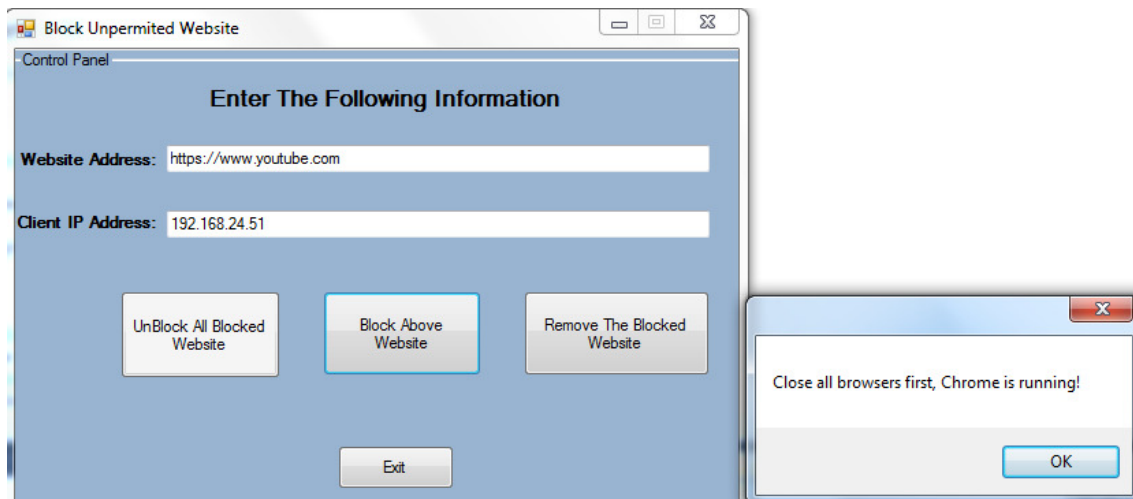 Block Unpermited Website
Control Panel
Enter The Following Information
Website Address: https://www.youtube.com
Client IP Address: 192.168.24.51
UnBlock All Blocked
Website
Block Above
Website
Remove The Blocked
Website
Exit
Close all browsers first, Chrome is running!
OK